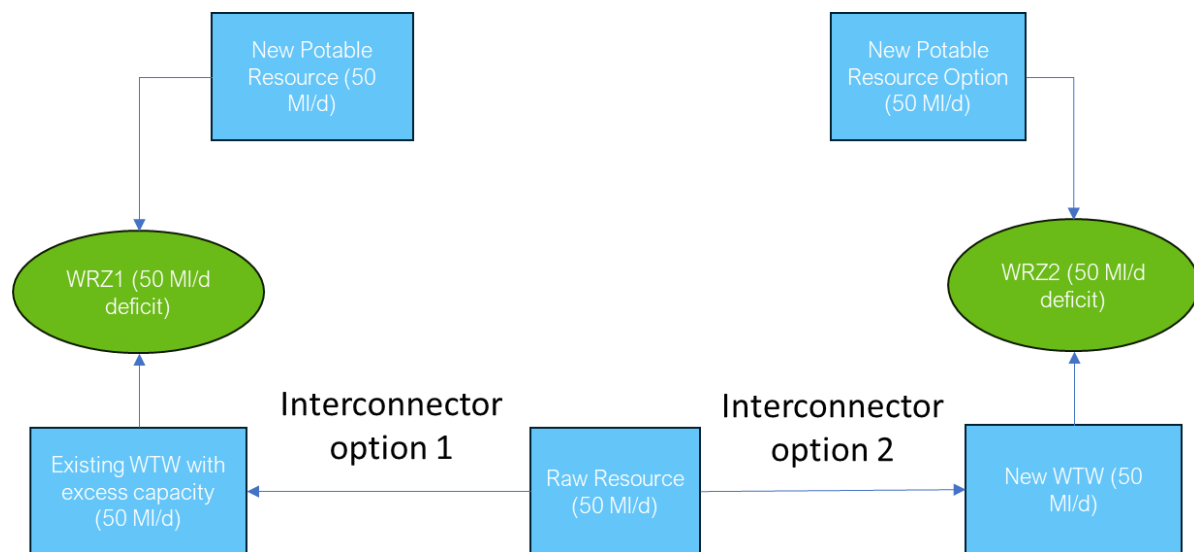 New Potable
Resource (50
Ml/d)
New Potable
Resource Option
(50 Ml/d)
WRZ1 (50 Ml/d
deficit)
WRZ2 (50 Ml/d
deficit)
Interconnector
option 1
Interconnector
option 2
Existing WTW with
excess capacity
(50 Ml/d)
Raw Resource
(50 Ml/d)
New WTW (50
Ml/d)